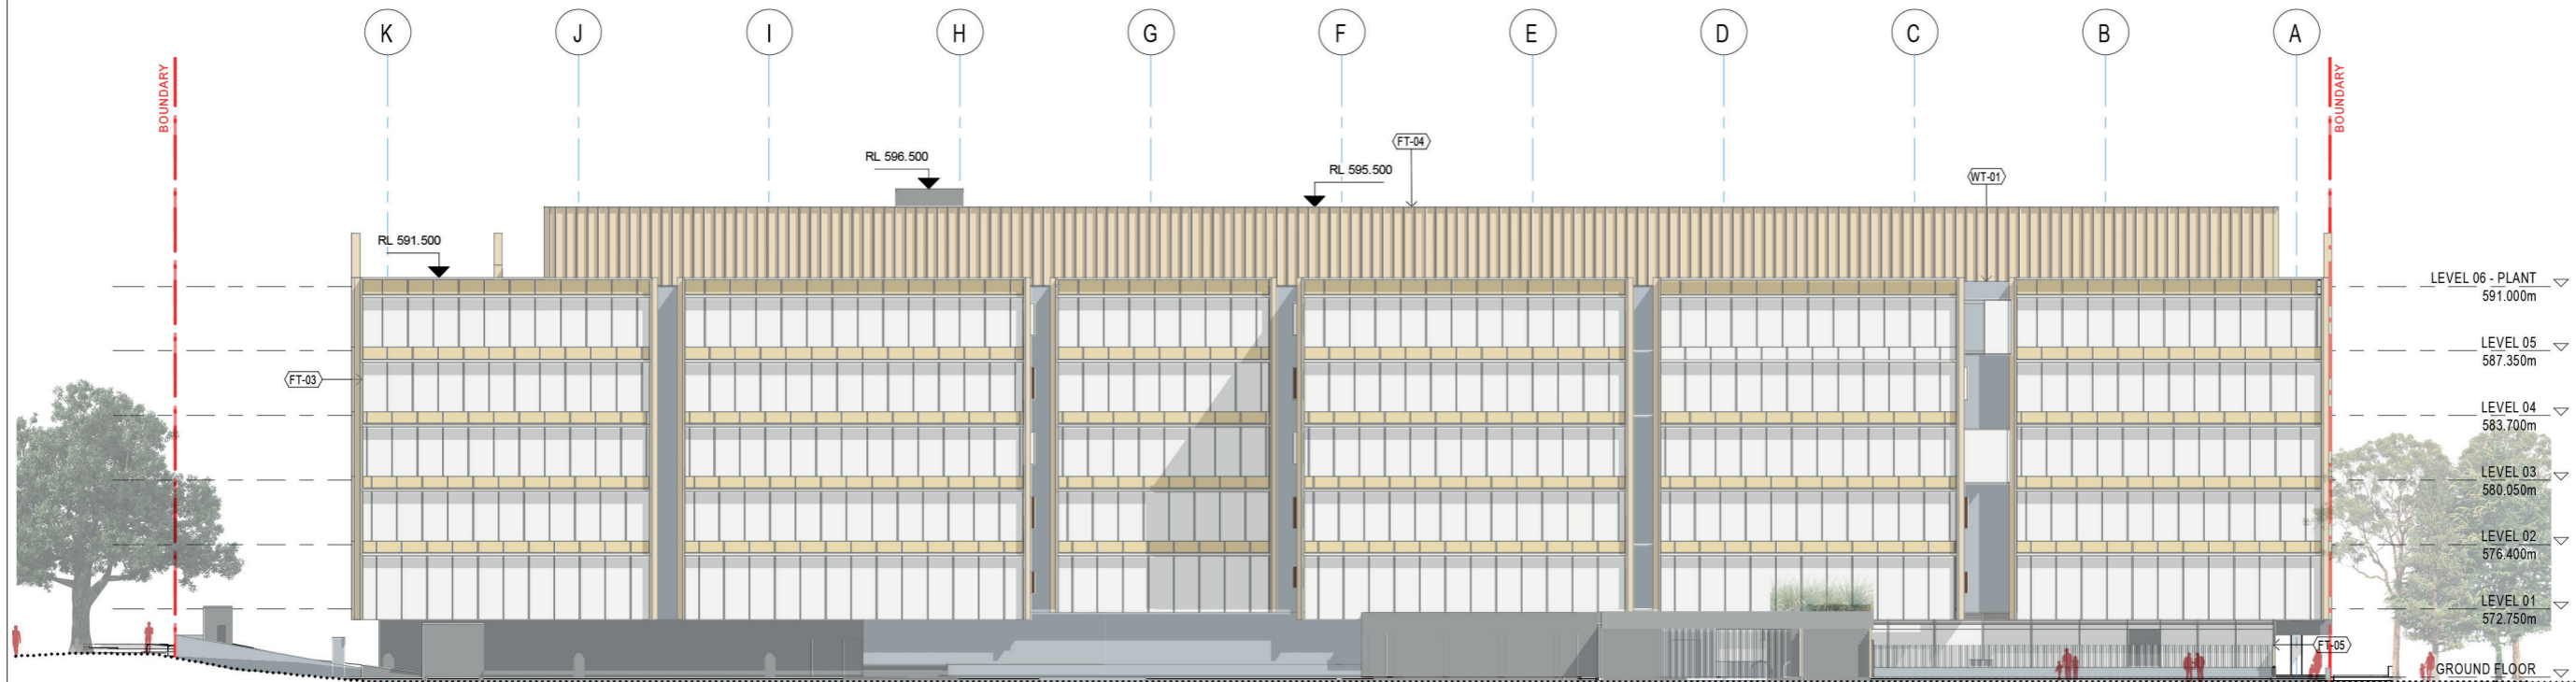 K J I H G F E D C B A
BOUNDARY
BOUNDARY
FT-04
RL 596.500
RL 595.500
WT-01
RL 591.500
LEVEL 06 - PLANT
591.000m
LEVEL 05
587.350m
FT-03
LEVEL 04
583.700m
LEVEL 03
580.050m
LEVEL 02
576.400m
LEVEL 01
572.750m
FT-05
GROUND FLOOR